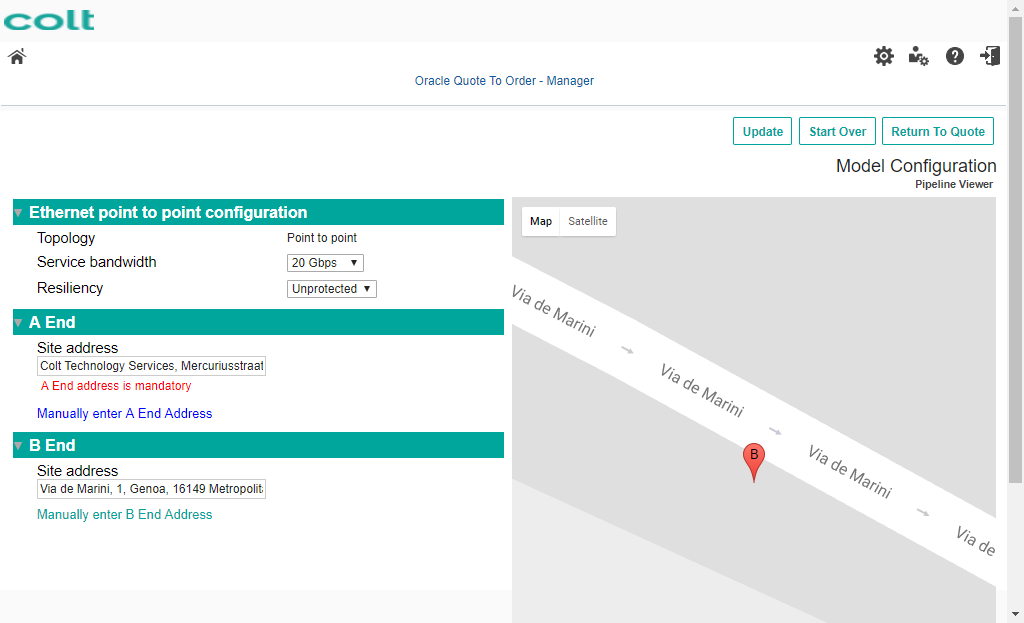 colt
Oracle Quote To Order - Manager
Update
Start Over
Return To Quote
Model Configuration
Pipeline Viewer
Ethernet point to point configuration
Topology
Point to point
Service bandwidth
20 Gbps
Resiliency
Unprotected
A End
Site address
Colt Technology Services, Mercuriusstraat
A End address is mandatory
Manually enter A End Address
B End
Site address
Via de Marini, 1, Genoa, 16149 Metropolit
Manually enter B End Address
Map
Satellite
Via de Marini
Via de Marini
B
Via de Marini
Via de